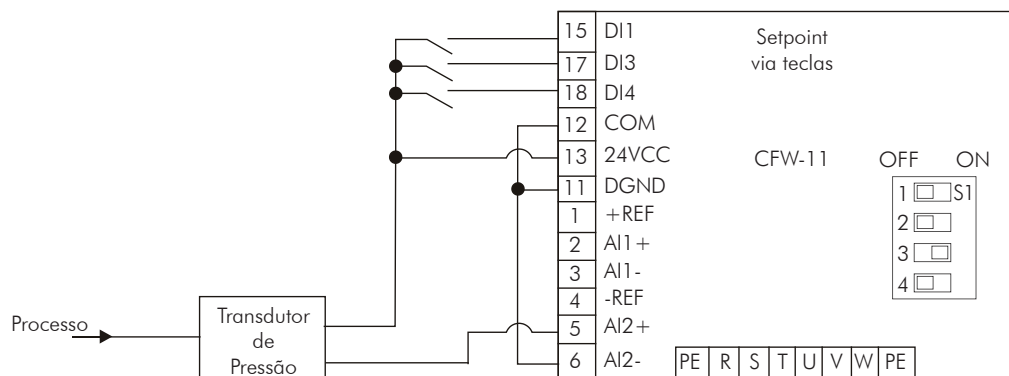 15 DI1
17 DI3
18 DI4
12 COM
13 24VCC
11 DGND
1 +REF
2 AI1+
3 AI1-
4 -REF
5 AI2+
6 AI2-
Setpoint
via teclas
CFW-11
OFF ON
1 S1
2
3
4
Processo
Transdutor
de
Pressão
PE R S T U V W PE